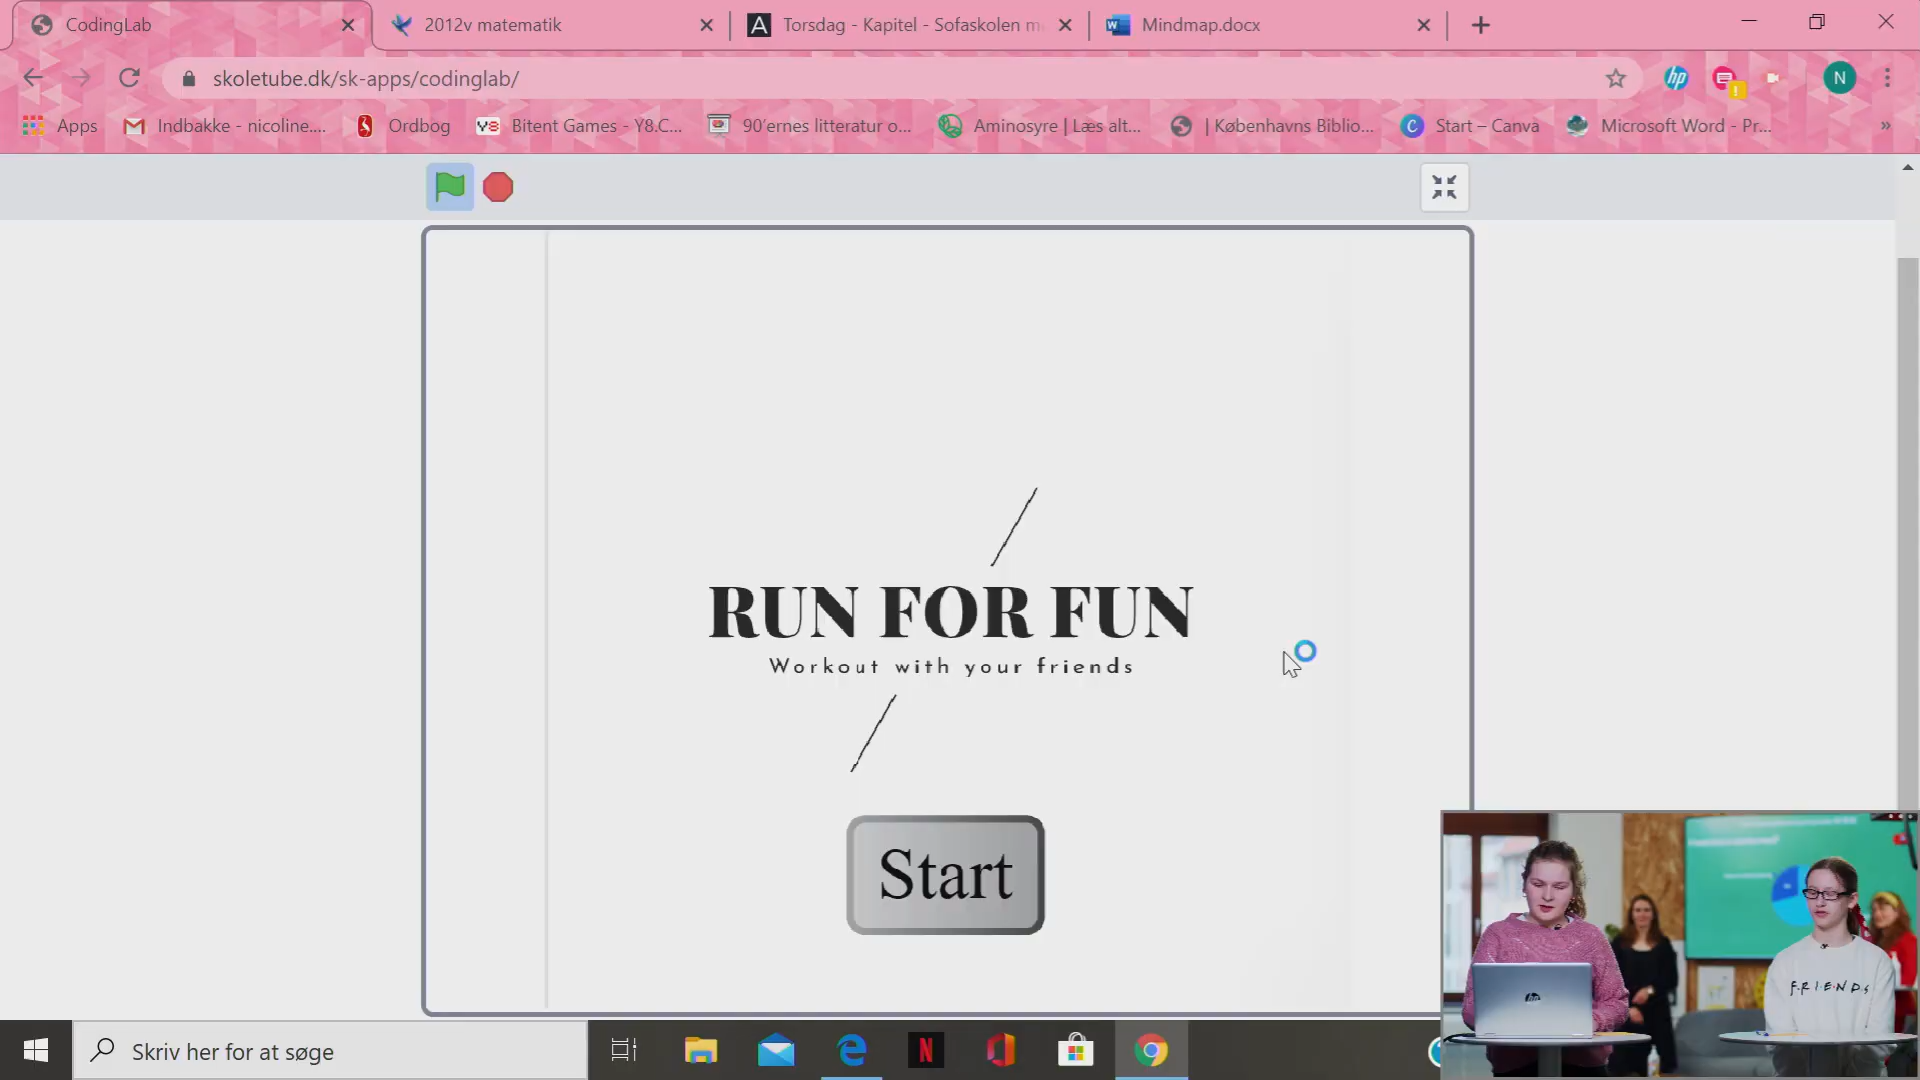 CodingLab
2012v matematik
Torsdag - Kapitel - Sofaskolen m
Mindmap.docx
skoletube.dk/sk-apps/codinglab/
N
Apps
Indbakke - nicoline....
Ordbog
Bitent Games - Y8.C...
90'ernes litteratur o...
Aminosyre | Læs alt...
| Københavns Biblio...
Start – Canva
Microsoft Word - Pr...
RUN FOR FUN
Workout with your friends
Start
Skriv her for at søge
hp
F·R·I·E·N·D·S